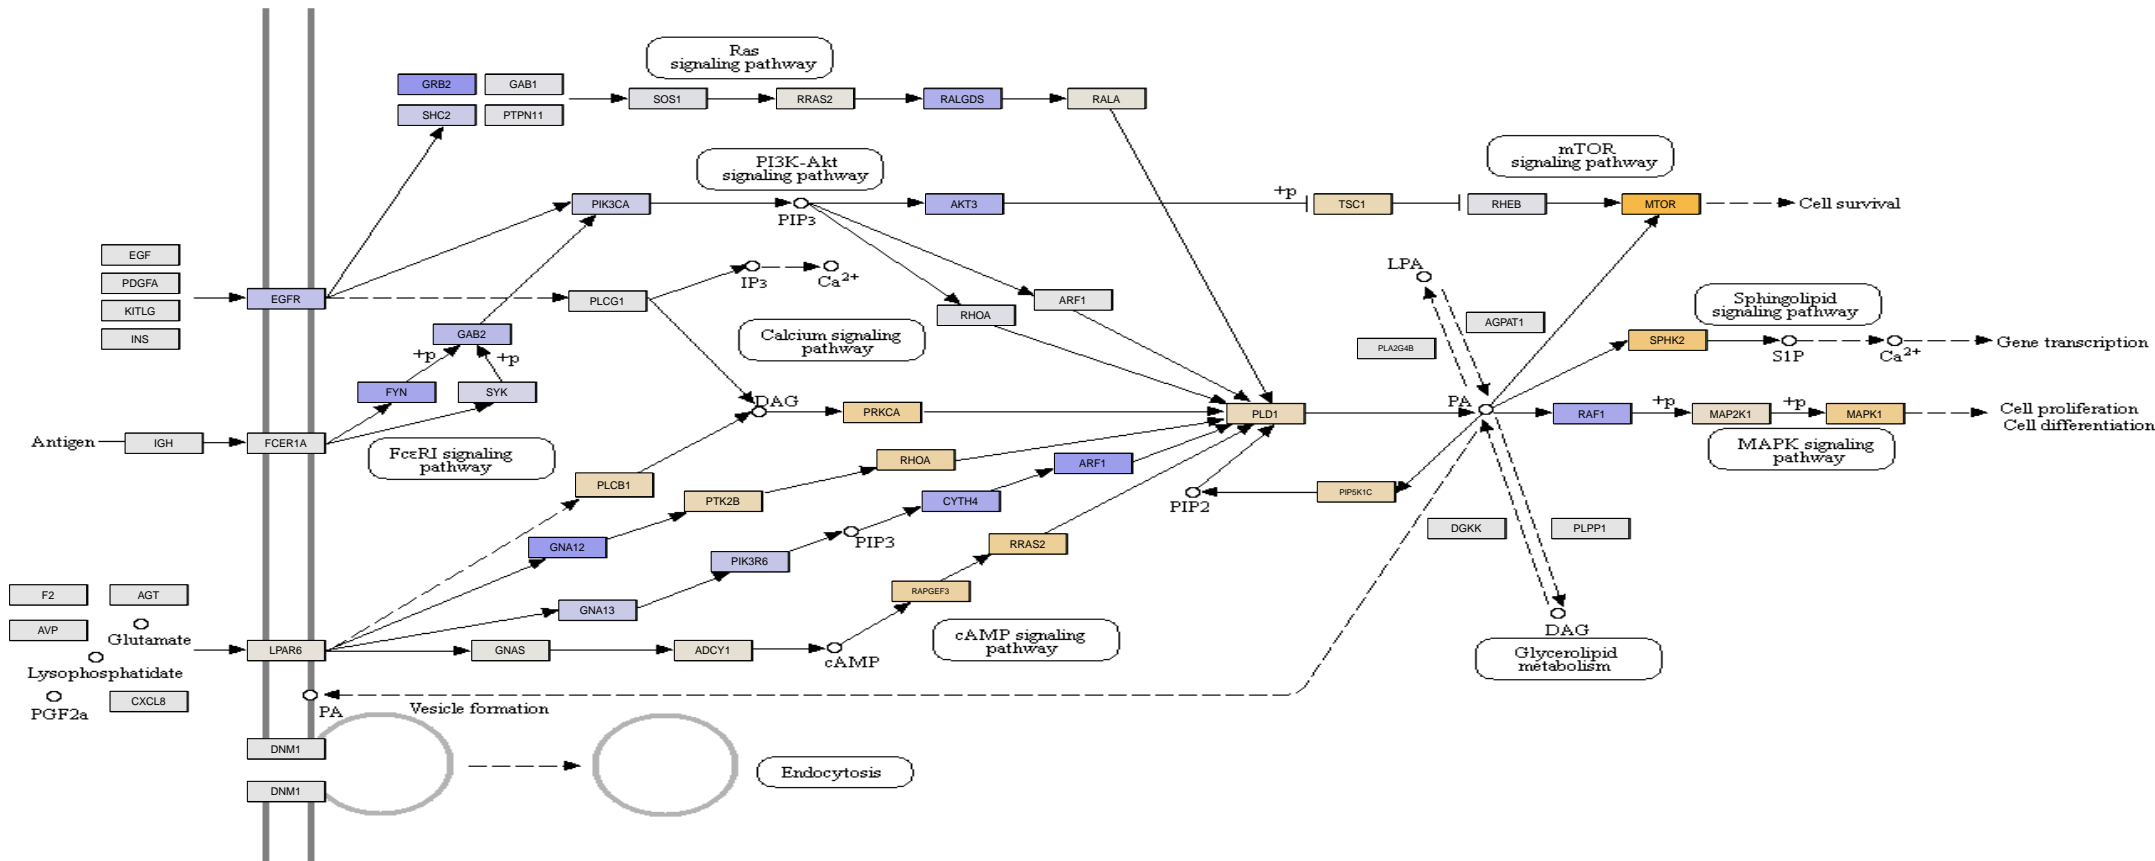 Ras
signaling pathway
GRB2
GAB1
SHC2
PTPN11
SOS1
RRAS2
RALGDS
RALA
PI3K-Akt
signaling pathway
mTOR
signaling pathway
PIK3CA
PIP3
AKT3
+p
TSC1
RHEB
MTOR
Cell survival
EGF
PDGFA
KITLG
INS
EGFR
PLCG1
IP3
Ca2+
RHOA
ARF1
LPA
AGPAT1
PLA2G4B
Sphingolipid
signaling pathway
SPHK2
S1P
Ca2+
Gene transcription
GAB2
+p
+p
FYN
SYK
Calcium signaling
pathway
DAG
PRKCA
PLD1
PA
RAF1
+p
MAP2K1
+p
MAPK1
Cell proliferation
Cell differentiation
MAPK signaling
pathway
Antigen
IGH
FCER1A
FcεRI signaling
pathway
PLCB1
PTK2B
RHOA
ARF1
CYTH4
PIP3
PIP2
PIP5K1C
DGKK
PLPP1
GNA12
PIK3R6
RRAS2
RAPGEF3
GNA13
F2
AGT
AVP
Glutamate
Lysophosphatidate
PGF2a
CXCL8
LPAR6
GNAS
ADCY1
cAMP
cAMP signaling
pathway
DAG
Glycerolipid
metabolism
PA
Vesicle formation
DNM1
DNM1
Endocytosis